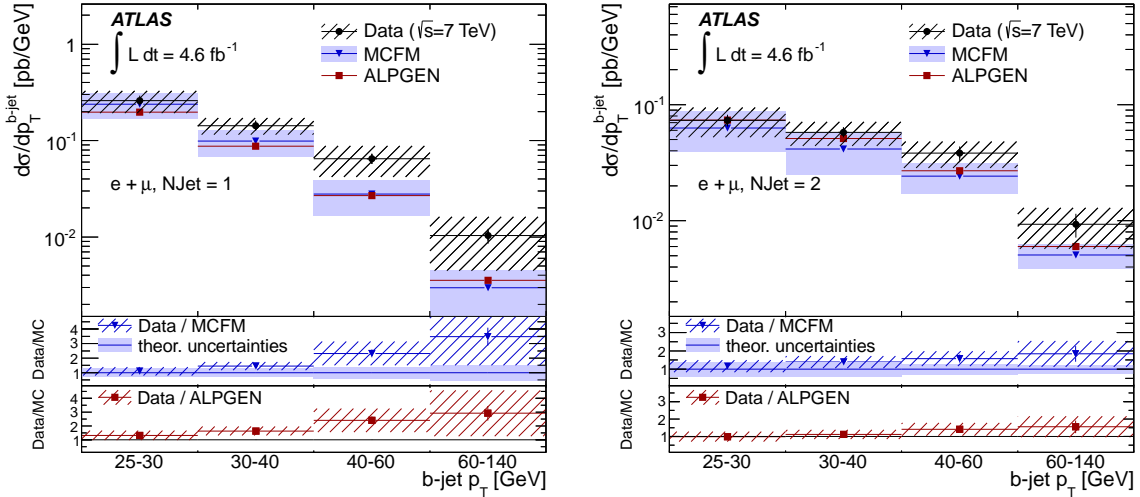 ATLAS
∫ L dt = 4.6 fb⁻¹
Data (√s=7 TeV)
MCFM
ALPGEN
e + μ, NJet = 1
dσ/dp_T^b-jet [pb/GeV]
1
10⁻¹
10⁻²
Data / MCFM
theor. uncertainties
Data/MC
4
3
2
1
Data / ALPGEN
Data/MC
4
3
2
1
25-30 30-40 40-60 60-140
b-jet p_T [GeV]
ATLAS
∫ L dt = 4.6 fb⁻¹
Data (√s=7 TeV)
MCFM
ALPGEN
e + μ, NJet = 2
dσ/dp_T^b-jet [pb/GeV]
1
10⁻¹
10⁻²
Data / MCFM
theor. uncertainties
Data/MC
3
2
1
Data / ALPGEN
Data/MC
3
2
1
25-30 30-40 40-60 60-140
b-jet p_T [GeV]